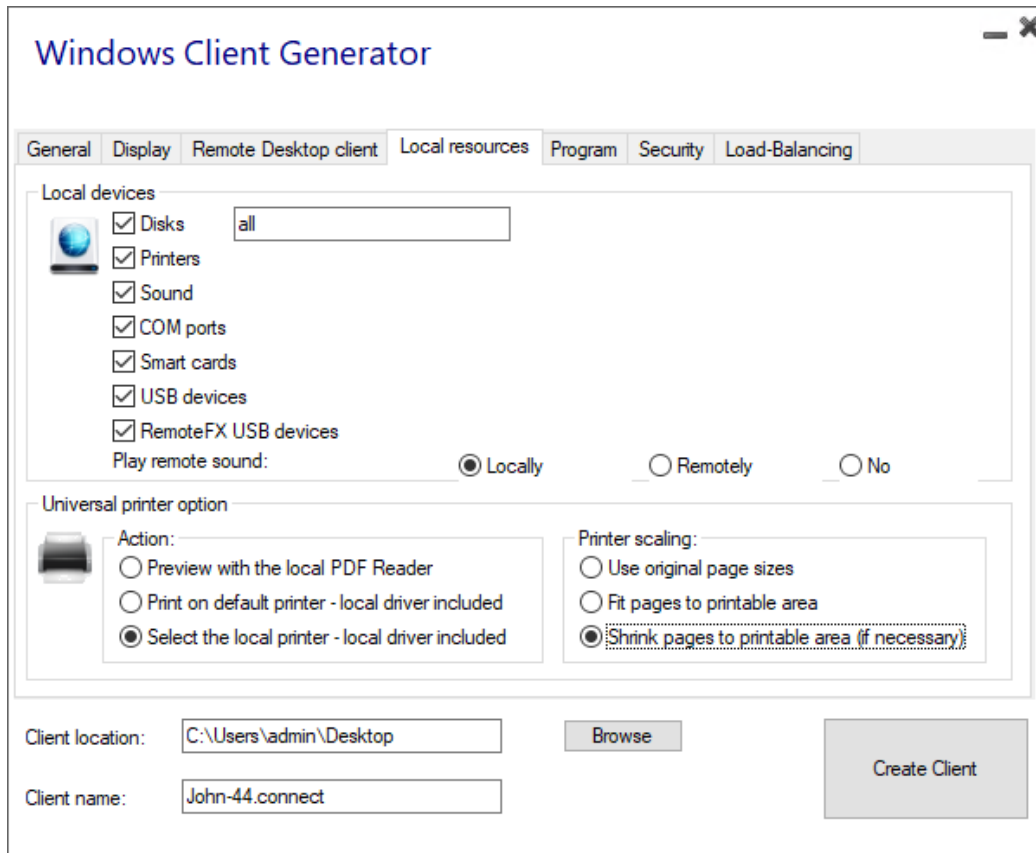 Windows Client Generator
General Display Remote Desktop client Local resources Program Security Load-Balancing
Local devices
Disks all
Printers
Sound
COM ports
Smart cards
USB devices
RemoteFX USB devices
Play remote sound: Locally Remotely No
Universal printer option
Action:
Preview with the local PDF Reader
Print on default printer - local driver included
Select the local printer - local driver included
Printer scaling:
Use original page sizes
Fit pages to printable area
Shrink pages to printable area (if necessary)
Client location: C:\Users\admin\Desktop Browse
Create Client
Client name: John-44.connect